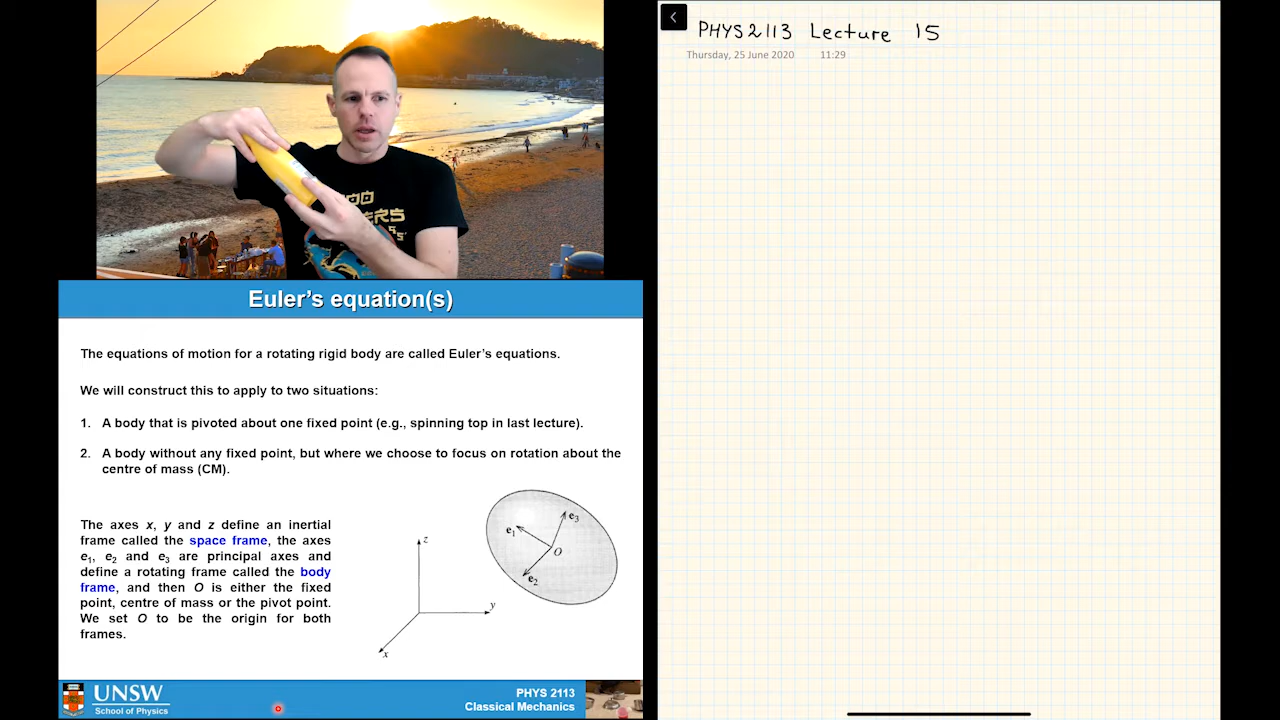 PHYS2113 Lecture 15
Thursday, 25 June 2020 11:29
Euler's equation(s)
The equations of motion for a rotating rigid body are called Euler's equations.
We will construct this to apply to two situations:
1. A body that is pivoted about one fixed point (e.g., spinning top in last lecture).
2. A body without any fixed point, but where we choose to focus on rotation about the
centre of mass (CM).
The axes x, y and z define an inertial
frame called the space frame, the axes
e1, e2 and e3 are principal axes and
define a rotating frame called the body
frame, and then O is either the fixed
point, centre of mass or the pivot point.
We set O to be the origin for both
frames.
z
y
x
e1
e3
O
e2
UNSW
School of Physics
PHYS 2113
Classical Mechanics